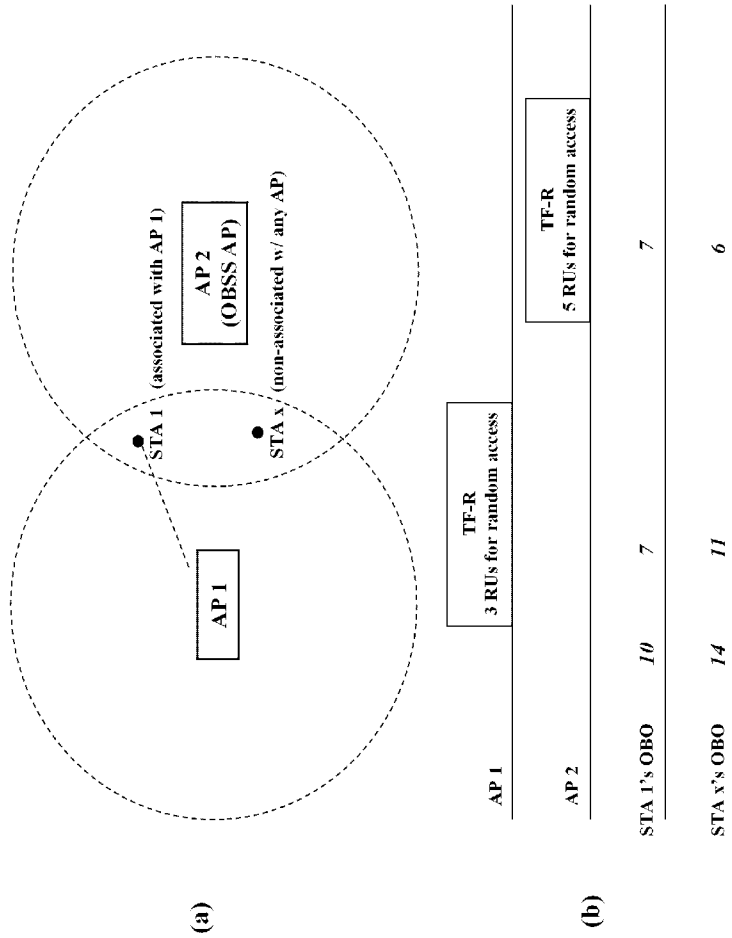 (a)
AP 1
STA 1  (associated with AP 1)
STA x  (non-associated w/ any AP)
AP 2
(OBSS AP)
(b)
AP 1
TF-R
3 RUs for random access
AP 2
TF-R
5 RUs for random access
STA 1's OBO 10 7 7
STA x's OBO 14 11 6